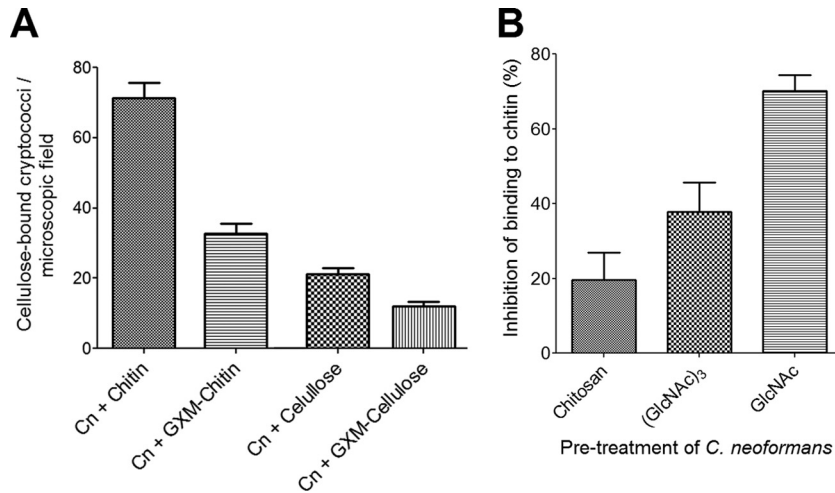 A
Cellulose-bound cryptococci /
microscopic field
80
60
40
20
0
Cn + Chitin
Cn + GXM-Chitin
Cn + Celullose
Cn + GXM-Cellulose
B
Inhibition of binding to chitin (%)
80
60
40
20
0
Chitosan
(GlcNAc)3
GlcNAc
Pre-treatment of C. neoformans